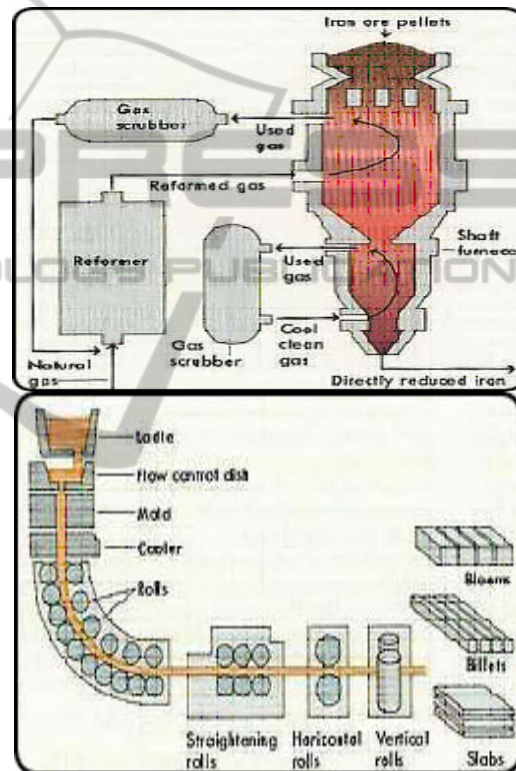 Iron ore pellets
Gas
scrubber
Used
gas
Reformed gas
Reformer
Used
gas
Shaft
furnace
Gas
scrubber
Cool
clean
gas
Natural
gas
Directly reduced iron
Ladle
Flow control dish
Mold
Cooler
Rolls
Blooms
Billets
Slabs
Straightening
rolls
Horizontal
rolls
Vertical
rolls